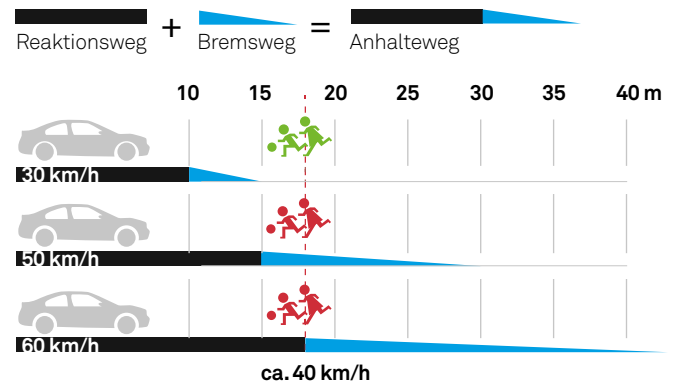 Reaktionsweg + Bremsweg = Anhalteweg
10 15 20 25 30 35 40 m
30 km/h
50 km/h
60 km/h
ca. 40 km/h